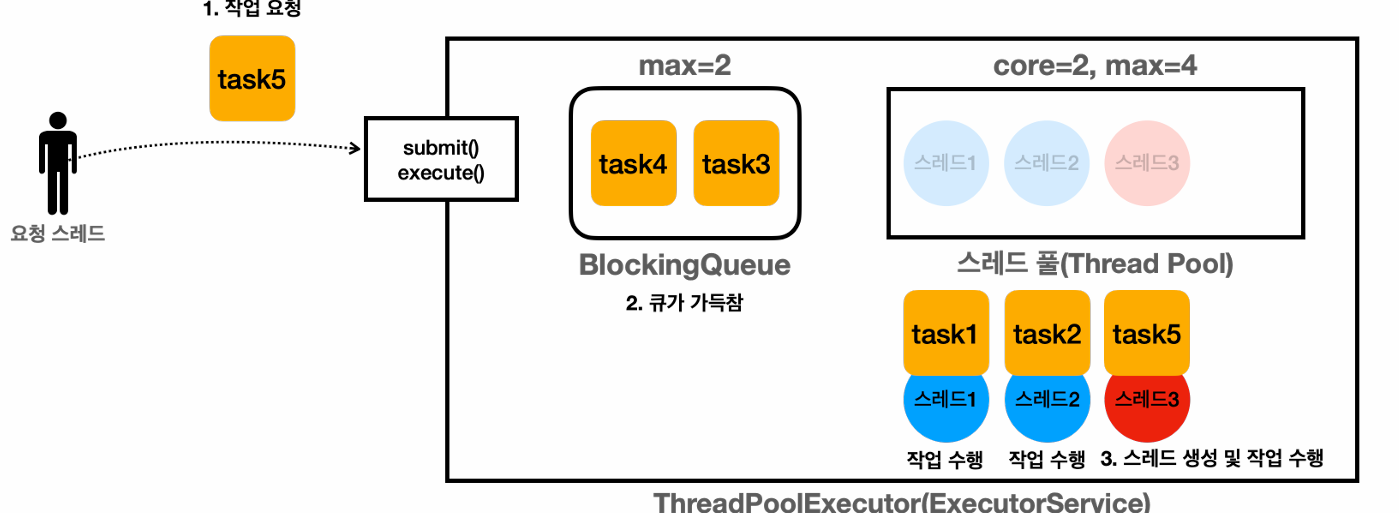 1. 작업 요청
task5
요청 스레드
submit()
execute()
max=2
task4
task3
BlockingQueue
2. 큐가 가득참
core=2, max=4
스레드1
스레드2
스레드3
스레드 풀(Thread Pool)
task1
task2
task5
스레드1
스레드2
스레드3
작업 수행
작업 수행
3. 스레드 생성 및 작업 수행
ThreadPoolExecutor(ExecutorService)